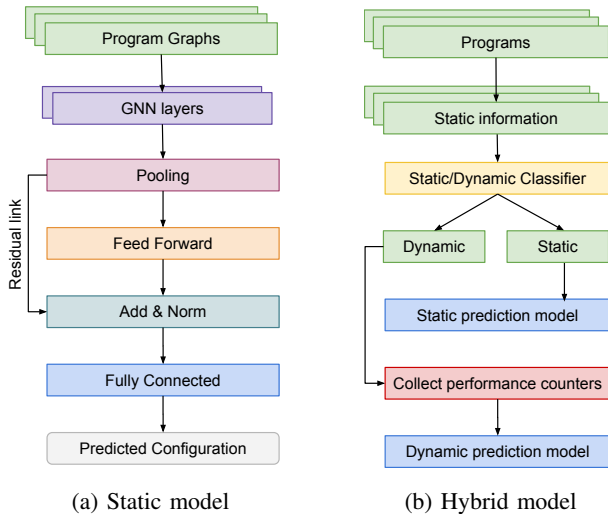 Program Graphs
GNN layers
Pooling
Residual link
Feed Forward
Add & Norm
Fully Connected
Predicted Configuration
(a) Static model
Programs
Static information
Static/Dynamic Classifier
Dynamic
Static
Static prediction model
Collect performance counters
Dynamic prediction model
(b) Hybrid model